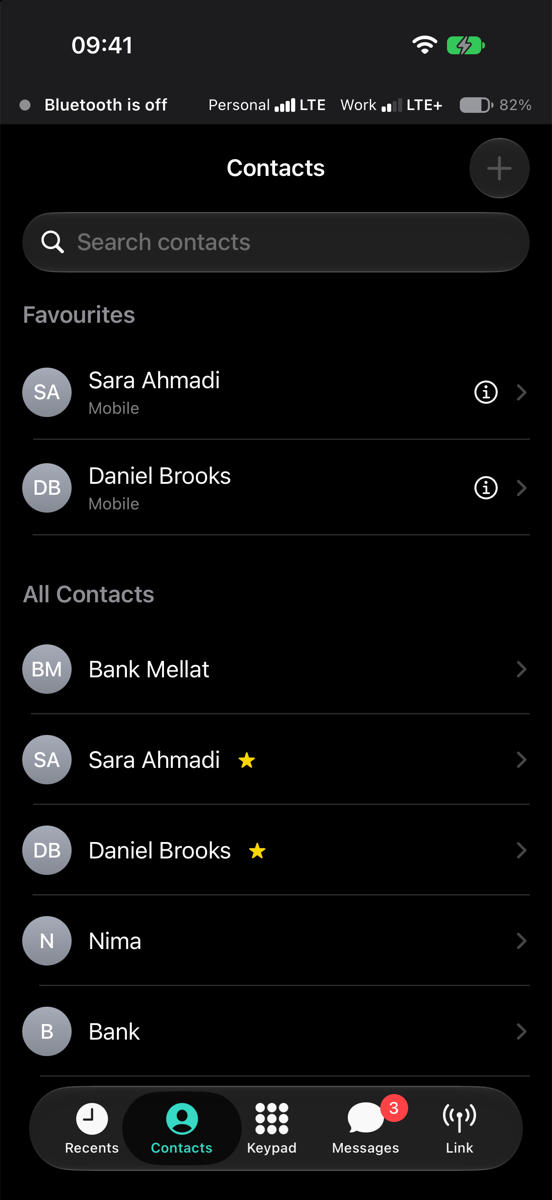 09:41
Bluetooth is off Personal LTE Work LTE+ 82%
Contacts
Search contacts
Favourites
SA Sara Ahmadi
Mobile
DB Daniel Brooks
Mobile
All Contacts
BM Bank Mellat
SA Sara Ahmadi
DB Daniel Brooks
N Nima
B Bank
3
Recents Contacts Keypad Messages Link